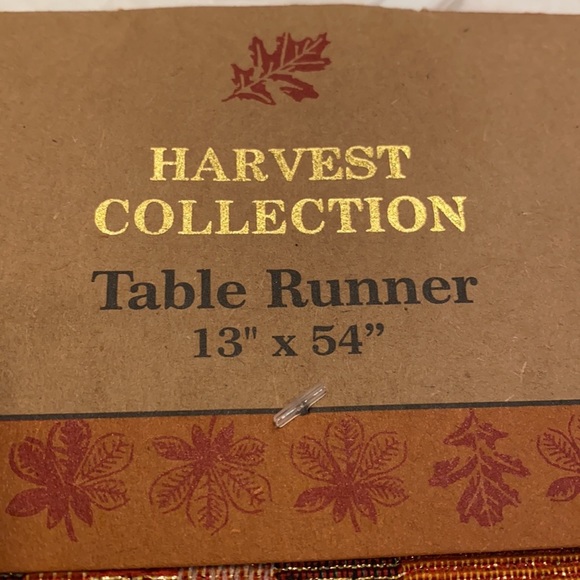 HARVEST
COLLECTION
Table Runner
13" x 54”